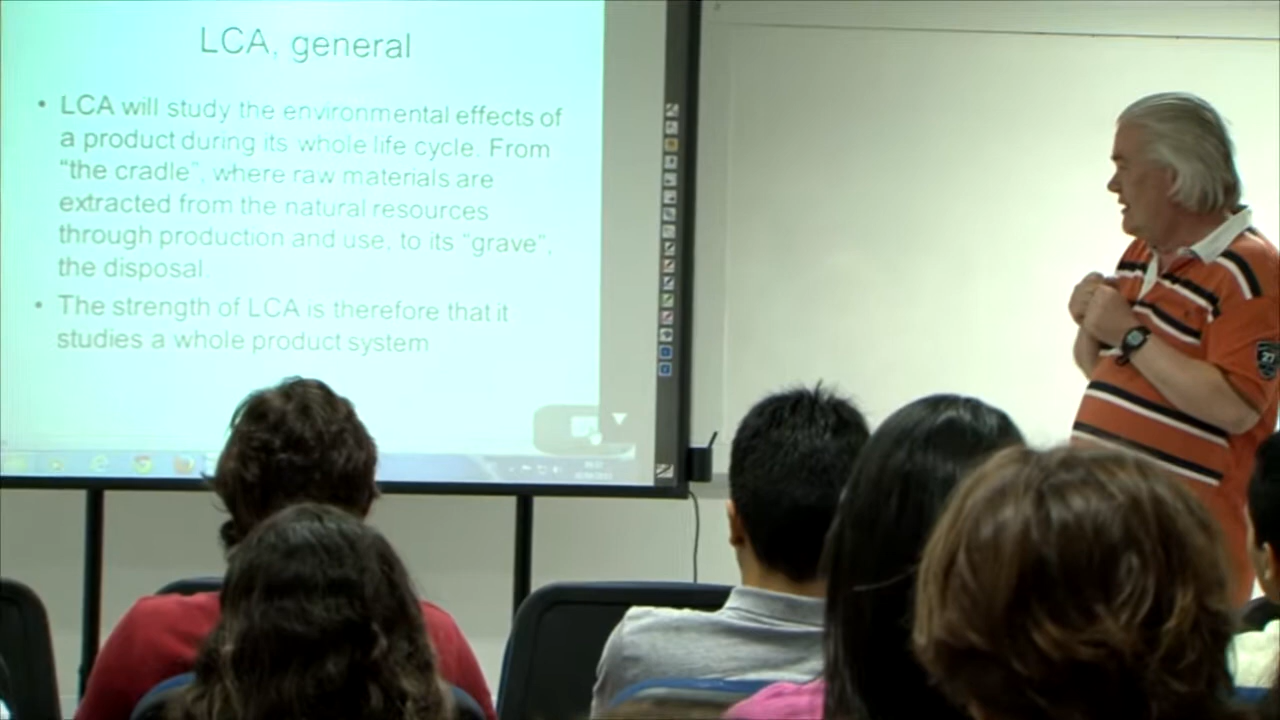 LCA, general
• LCA will study the environmental effects of
a product during its whole life cycle. From
"the cradle", where raw materials are
extracted from the natural resources
through production and use, to its "grave",
the disposal.
• The strength of LCA is therefore that it
studies a whole product system
27